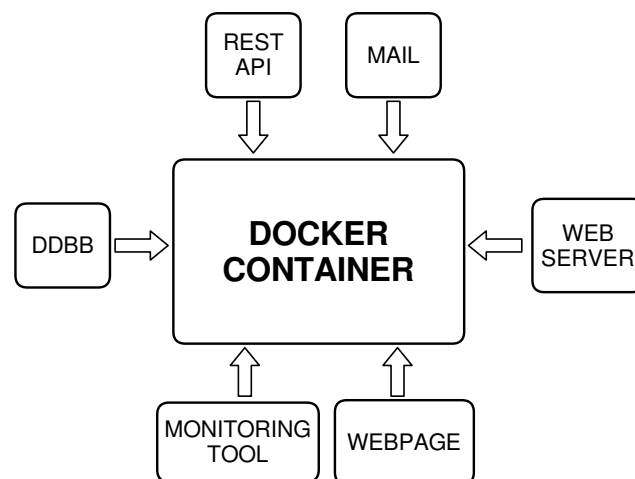 REST
API
MAIL
DDBB
DOCKER
CONTAINER
WEB
SERVER
MONITORING
TOOL
WEBPAGE